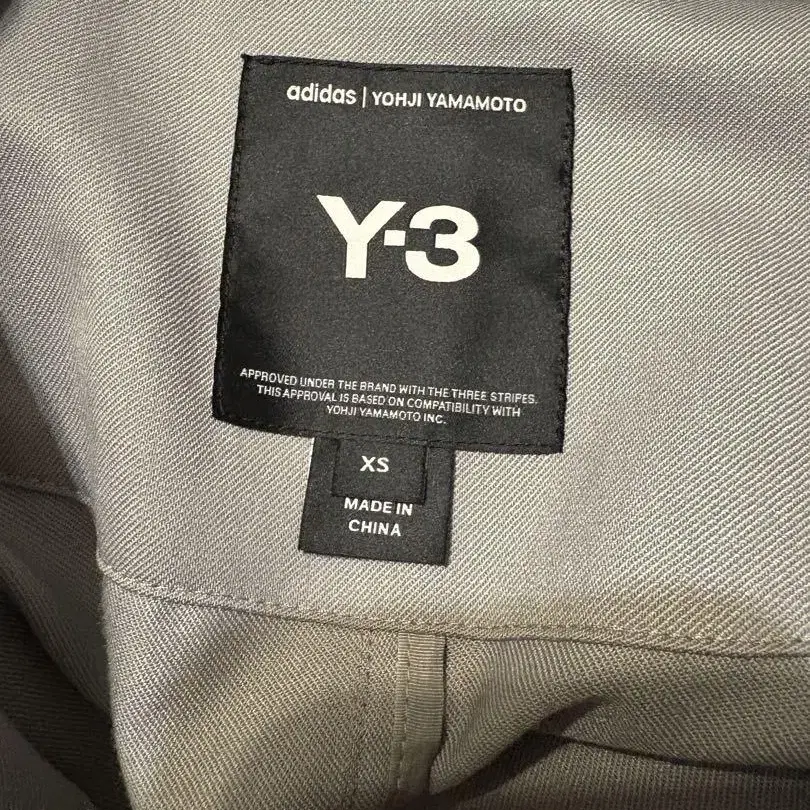 adidas | YOHJI YAMAMOTO
Y-3
APPROVED UNDER THE BRAND WITH THE THREE STRIPES.
THIS APPROVAL IS BASED ON COMPATIBILITY WITH
YOHJI YAMAMOTO INC.
XS
MADE IN
CHINA